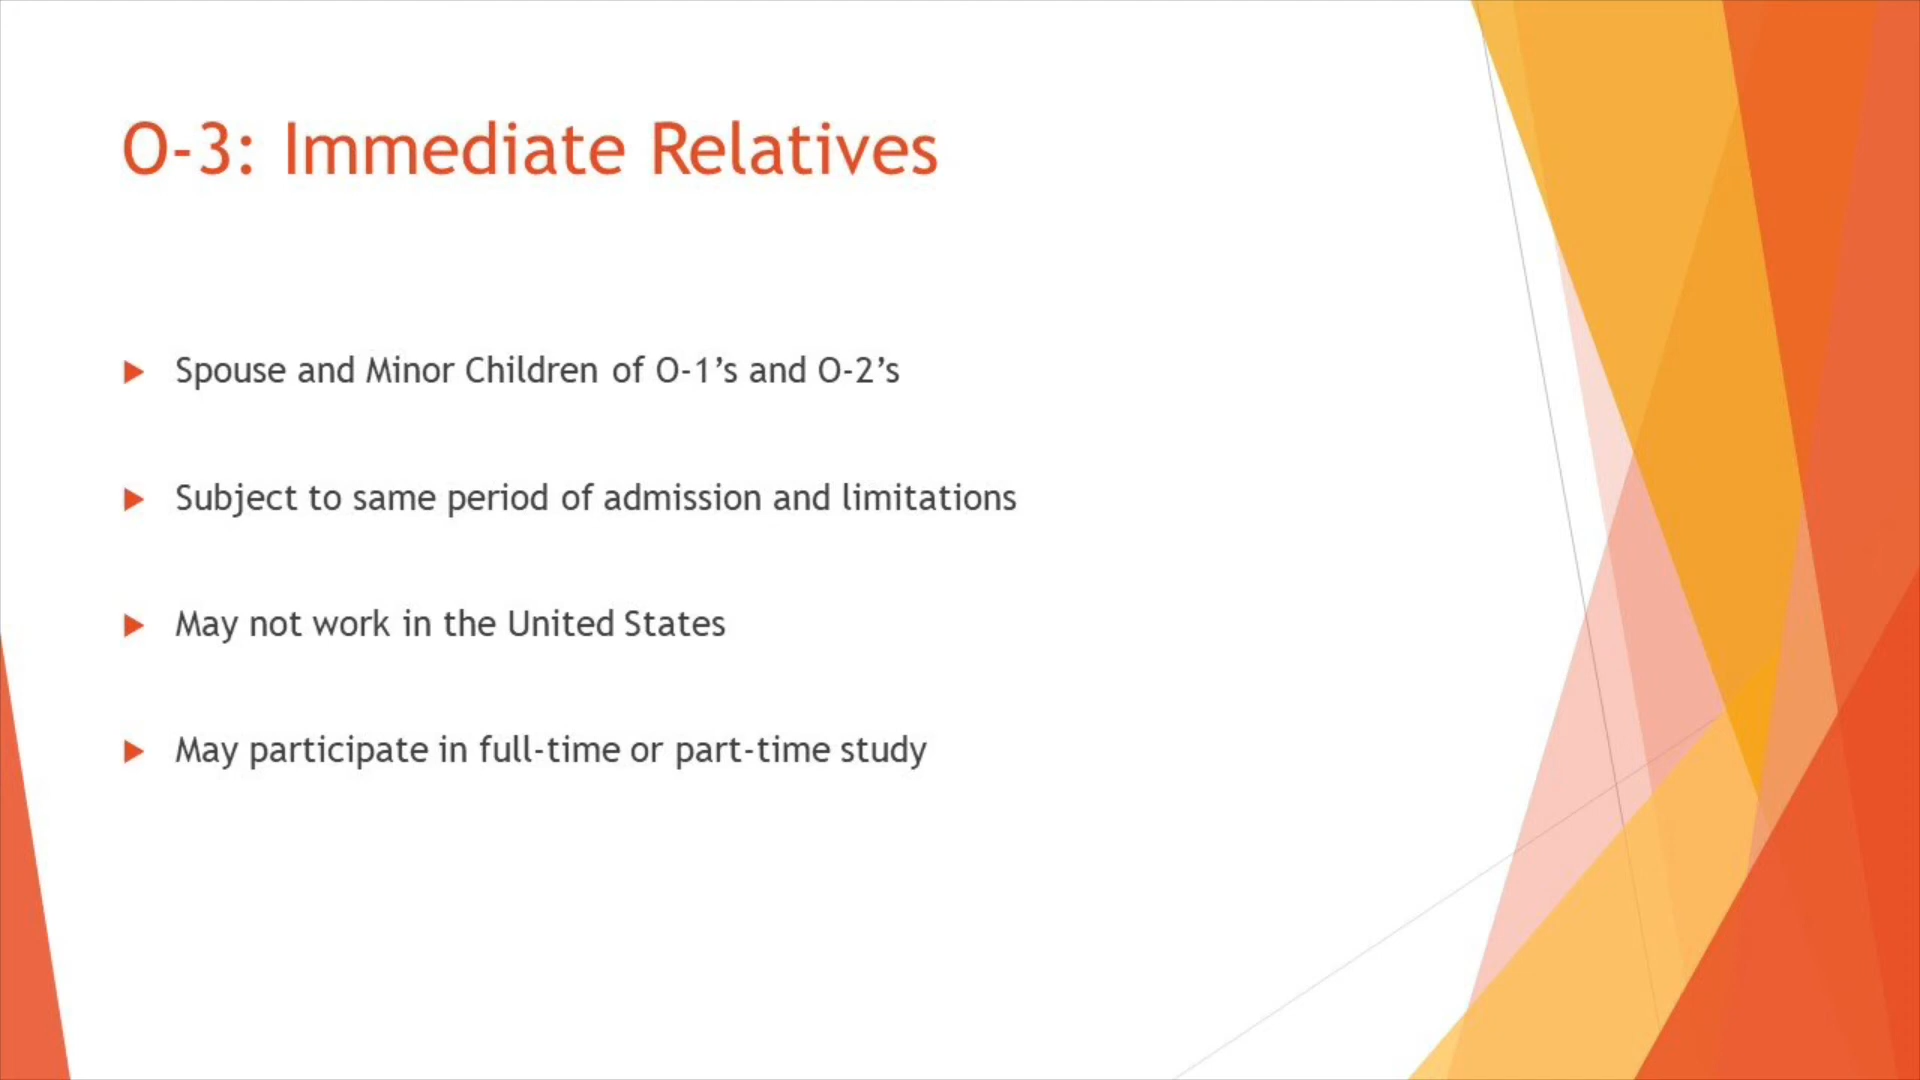 O-3: Immediate Relatives
Spouse and Minor Children of O-1’s and O-2’s
Subject to same period of admission and limitations
May not work in the United States
May participate in full-time or part-time study